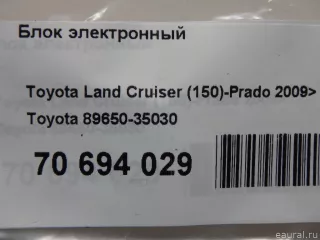 Блок электронный
Toyota Land Cruiser (150)-Prado 2009>
Toyota 89650-35030
70 694 029
eaural.ru